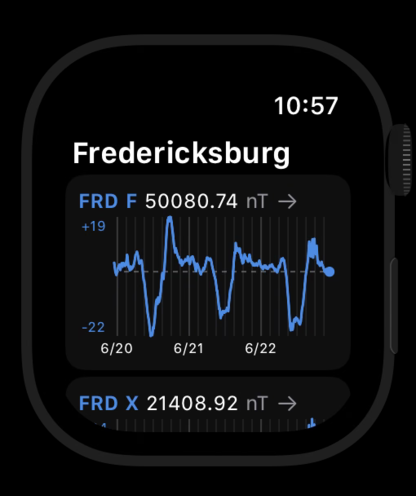 10:57
Fredericksburg
FRD F 50080.74 nT →
+19
-22
6/20 6/21 6/22
FRD X 21408.92 nT →